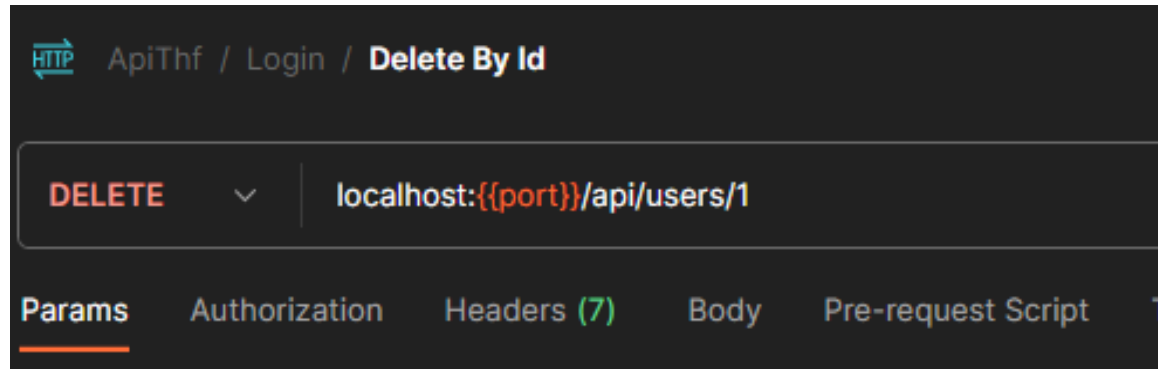 HTTP ApiThf / Login / Delete By Id
DELETE localhost:{{port}}/api/users/1
Params Authorization Headers (7) Body Pre-request Script